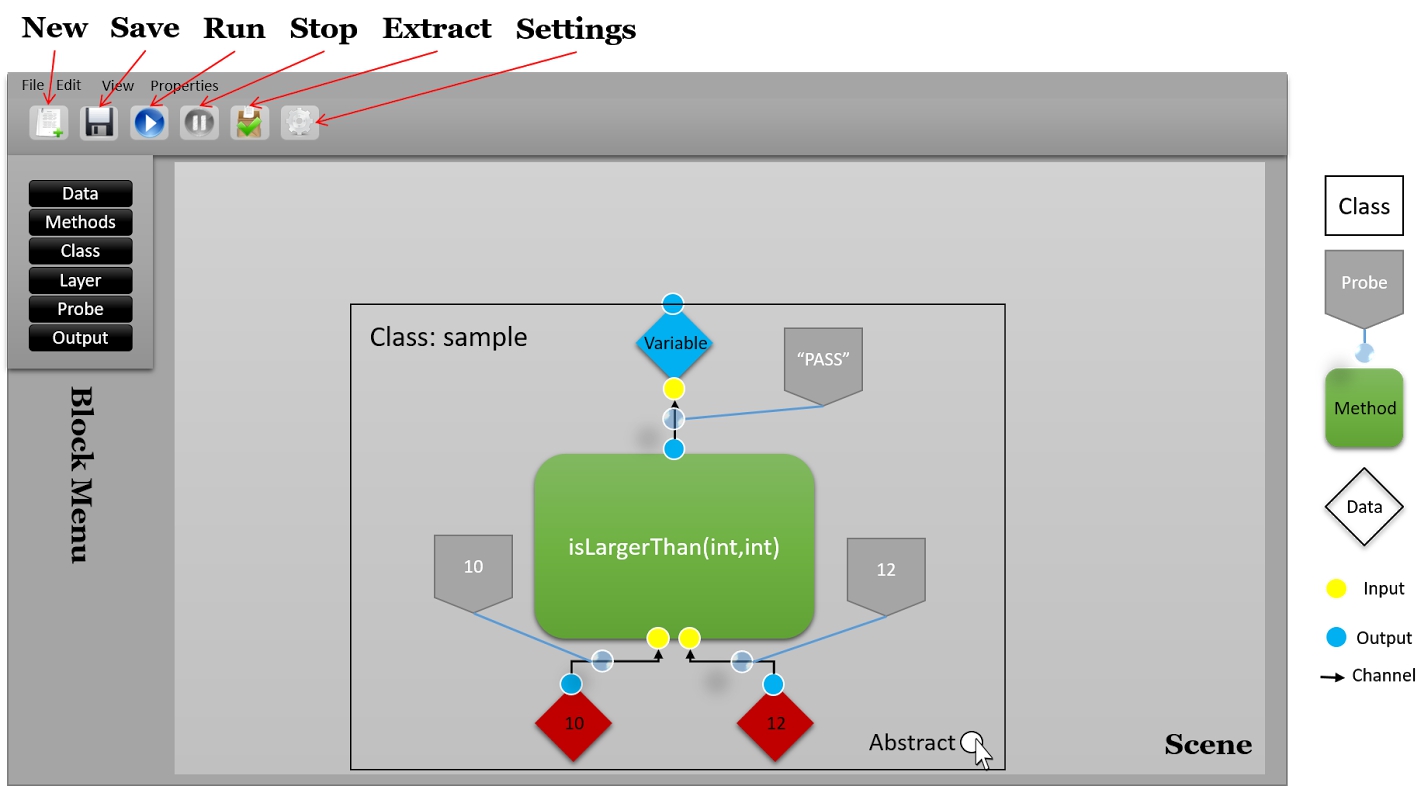 New Save Run Stop Extract Settings
File Edit View Properties
Data
Methods
Class
Layer
Probe
Output
Block Menu
Class: sample
Variable
"PASS"
isLargerThan(int,int)
10
12
10
12
Abstract
Scene
Class
Probe
Method
Data
Input
Output
Channel